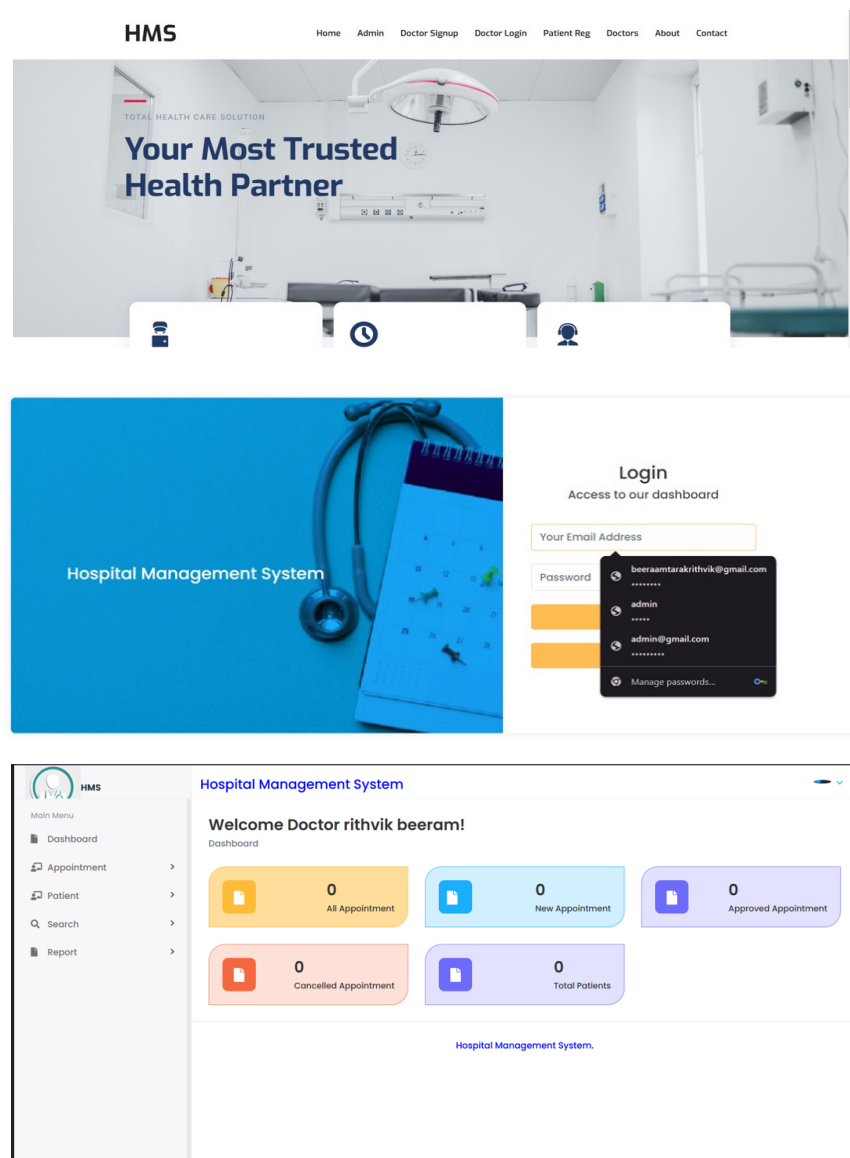 HMS
Home Admin Doctor Signup Doctor Login Patient Reg Doctors About Contact
TOTAL HEALTH CARE SOLUTION
Your Most Trusted
Health Partner
Hospital Management System
Login
Access to our dashboard
Your Email Address
Password
beeraamtarakrithvik@gmail.com
••••••••
admin
•••••
admin@gmail.com
•••••••••
Manage passwords...
HMS
Hospital Management System
Main Menu
Dashboard
Appointment
Patient
Search
Report
Welcome Doctor rithvik beeram!
Dashboard
0
All Appointment
0
New Appointment
0
Approved Appointment
0
Cancelled Appointment
0
Total Patients
Hospital Management System.